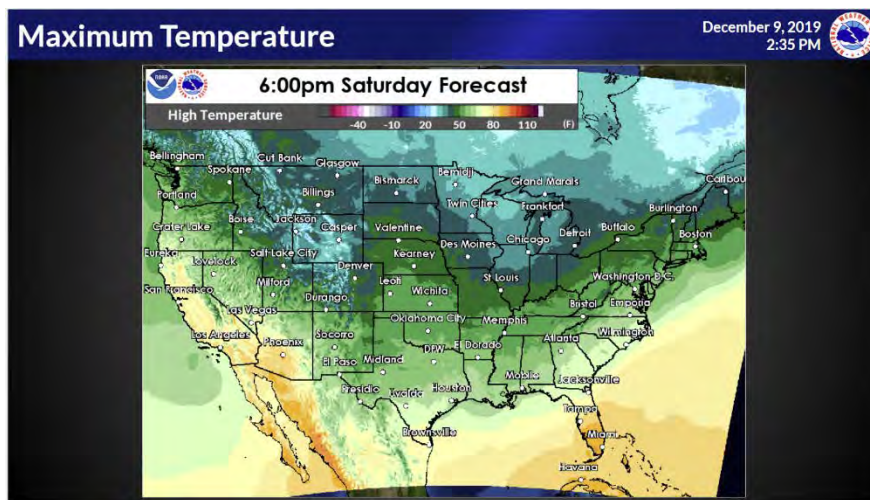 Maximum Temperature
December 9, 2019
2:35 PM
6:00pm Saturday Forecast
High Temperature
-40 -10 20 50 80 110 (F)
Bellingham
Cut Bank
Spokane
Glasgow
Bemidji
Bismarck
Grand Marais
Caribou
Portland
Billings
Twin Cities
Frankfort
Burlington
Crater Lake
Boise
Jackson
Casper
Valentine
Des Moines
Chicago
Detroit
Buffalo
Boston
Eureka
Lovelock
Salt Lake City
Kearney
Denver
Leoti
St Louis
Washington D.C.
San Francisco
Milford
Durango
Wichita
Bristol
Emporia
Las Vegas
Oklahoma City
Memphis
Wilmington
Los Angeles
Phoenix
Socorro
Atlanta
El Paso
Midland
DFW
El Dorado
Presidio
Uvalde
Houston
Mobile
Jacksonville
Tampa
Brownsville
Miami
Havana